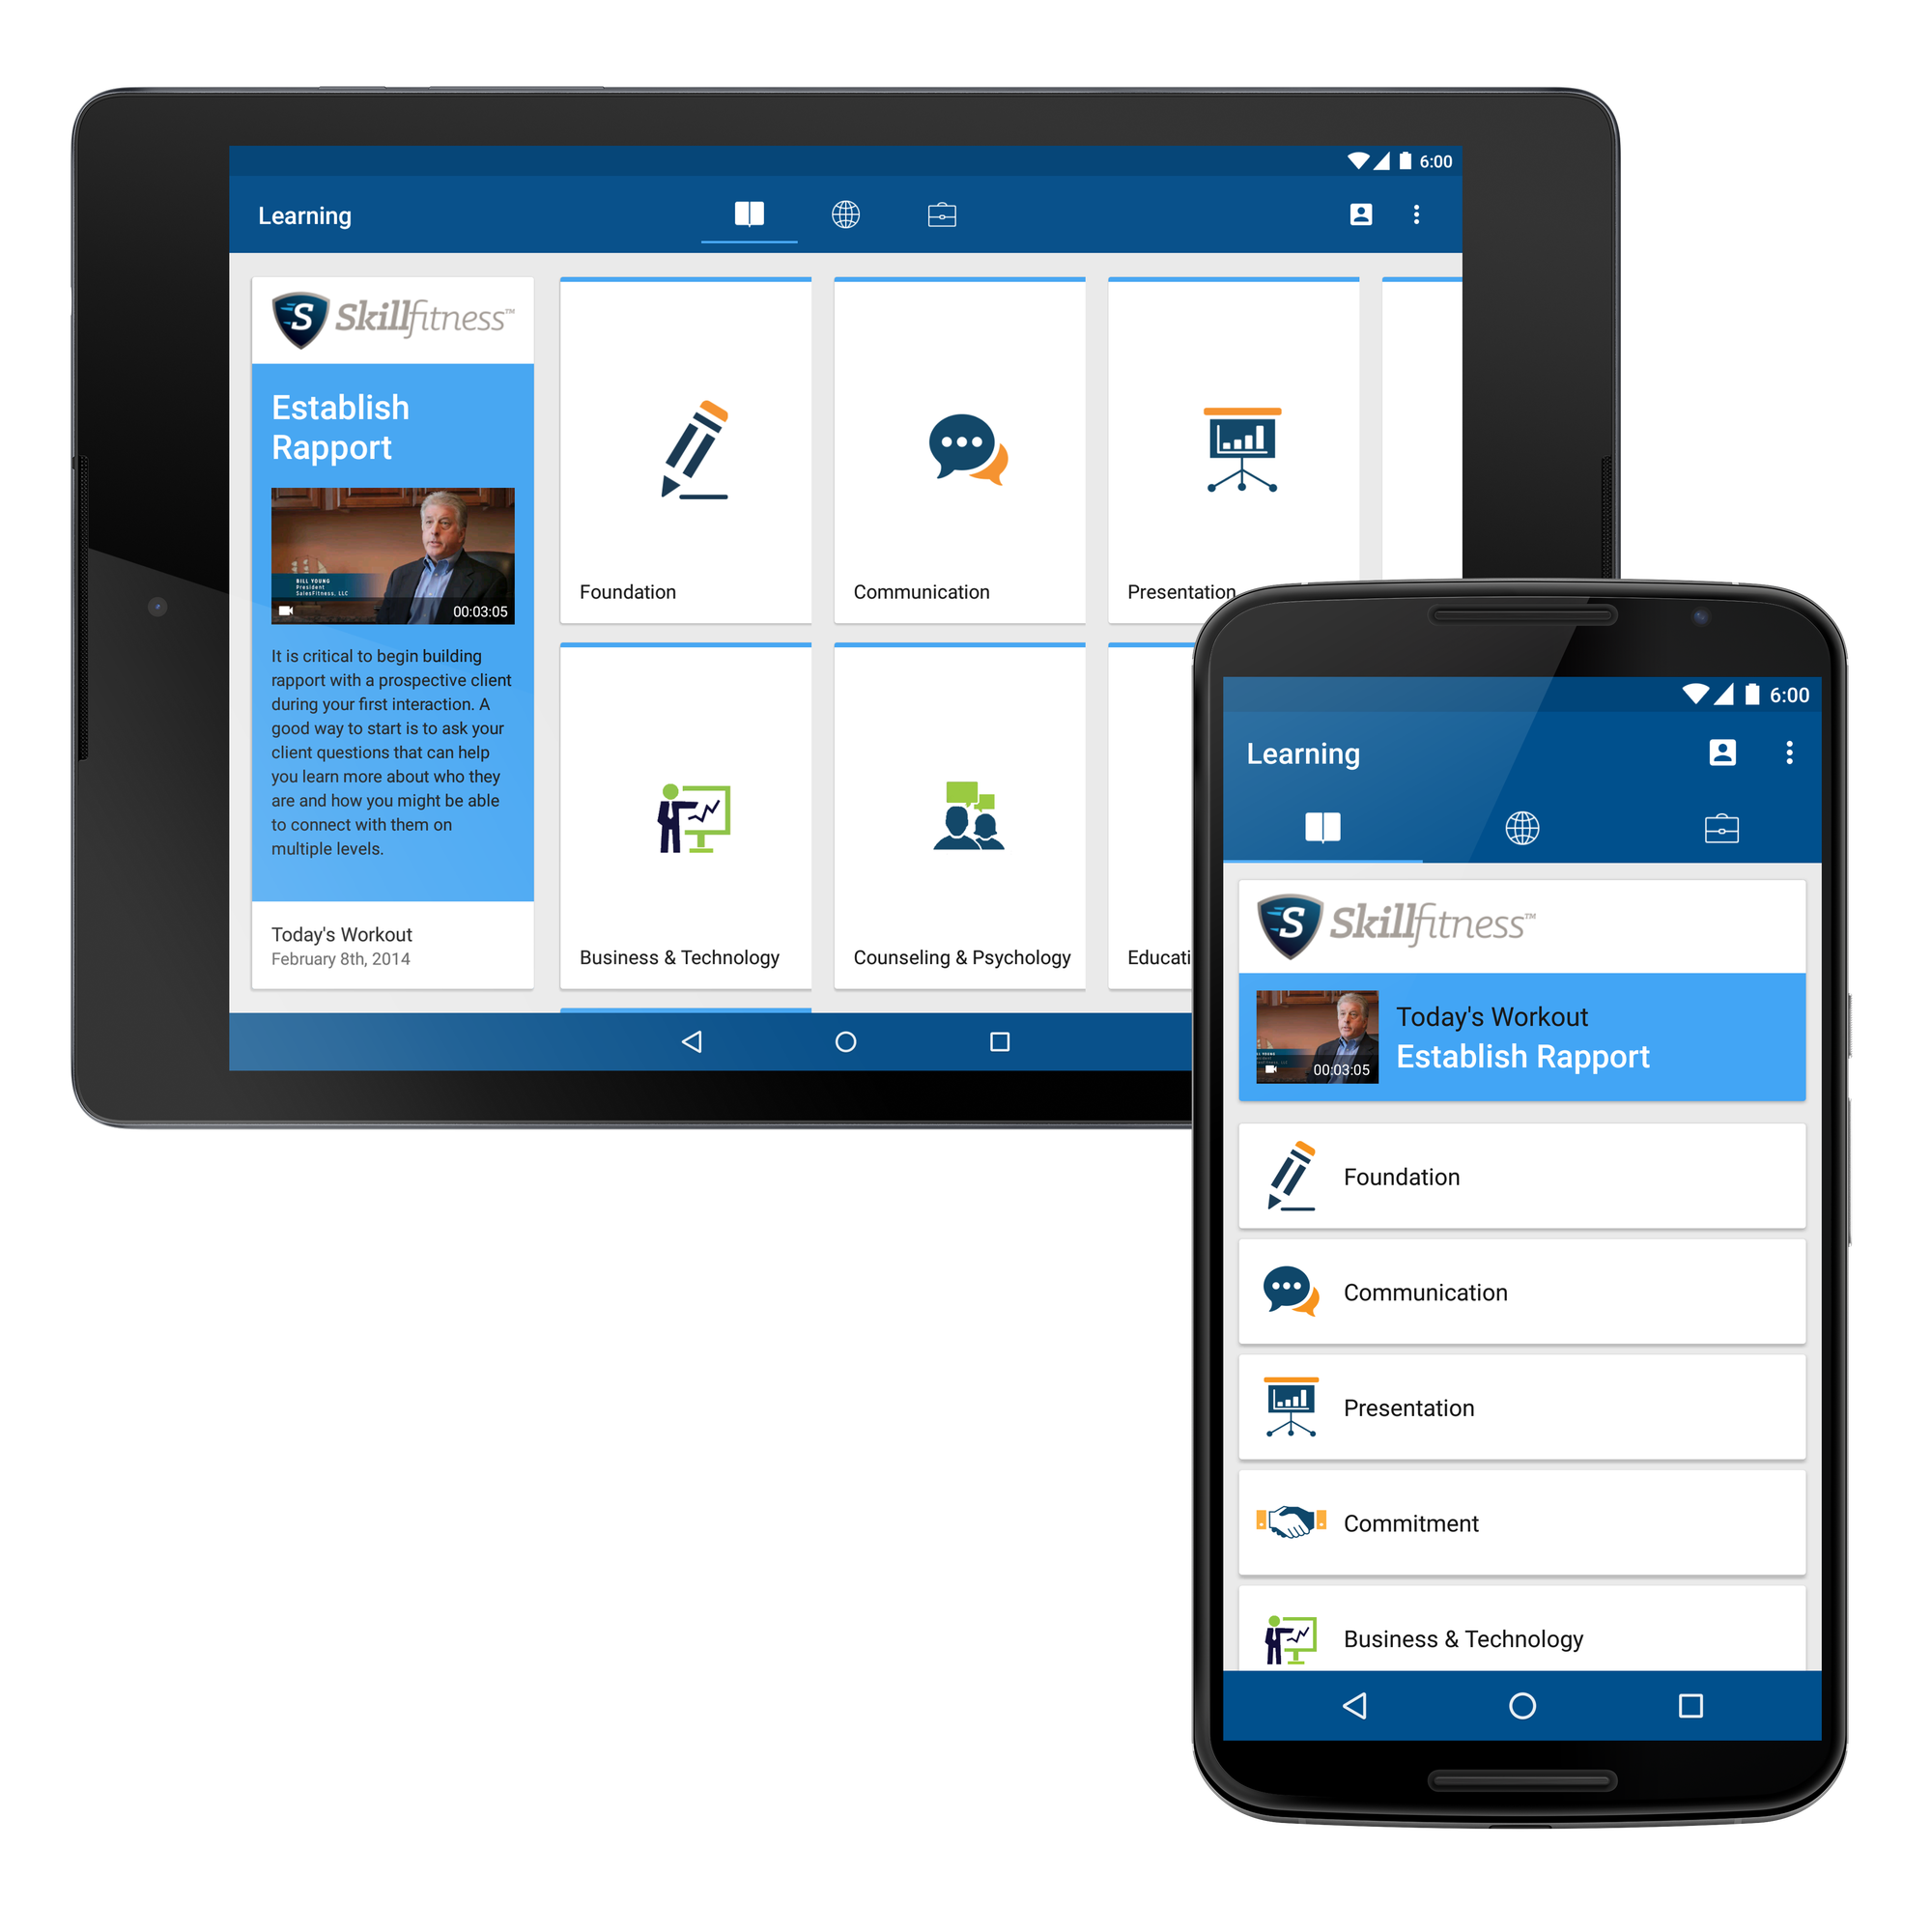 6:00
Learning
S Skillfitness™
Establish
Rapport
BILL YOUNG
President
SalesFitness, LLC
00:03:05
It is critical to begin building
rapport with a prospective client
during your first interaction. A
good way to start is to ask your
client questions that can help
you learn more about who they
are and how you might be able
to connect with them on
multiple levels.
Today's Workout
February 8th, 2014
Foundation
Communication
Presentation
Business & Technology
Counseling & Psychology
Educati
6:00
Learning
S Skillfitness™
00:03:05
Today's Workout
Establish Rapport
Foundation
Communication
Presentation
Commitment
Business & Technology